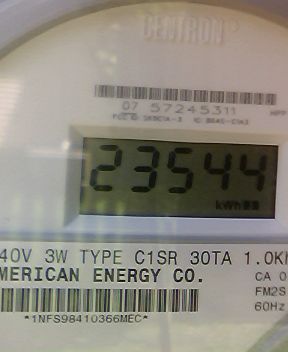 CENTRON®
07 57245311
23544
kWh
40V 3W TYPE C1SR 30TA 1.0Kh
MERICAN ENERGY CO.
CA 0
FM2S
60Hz
*1NFS98410366MEC*